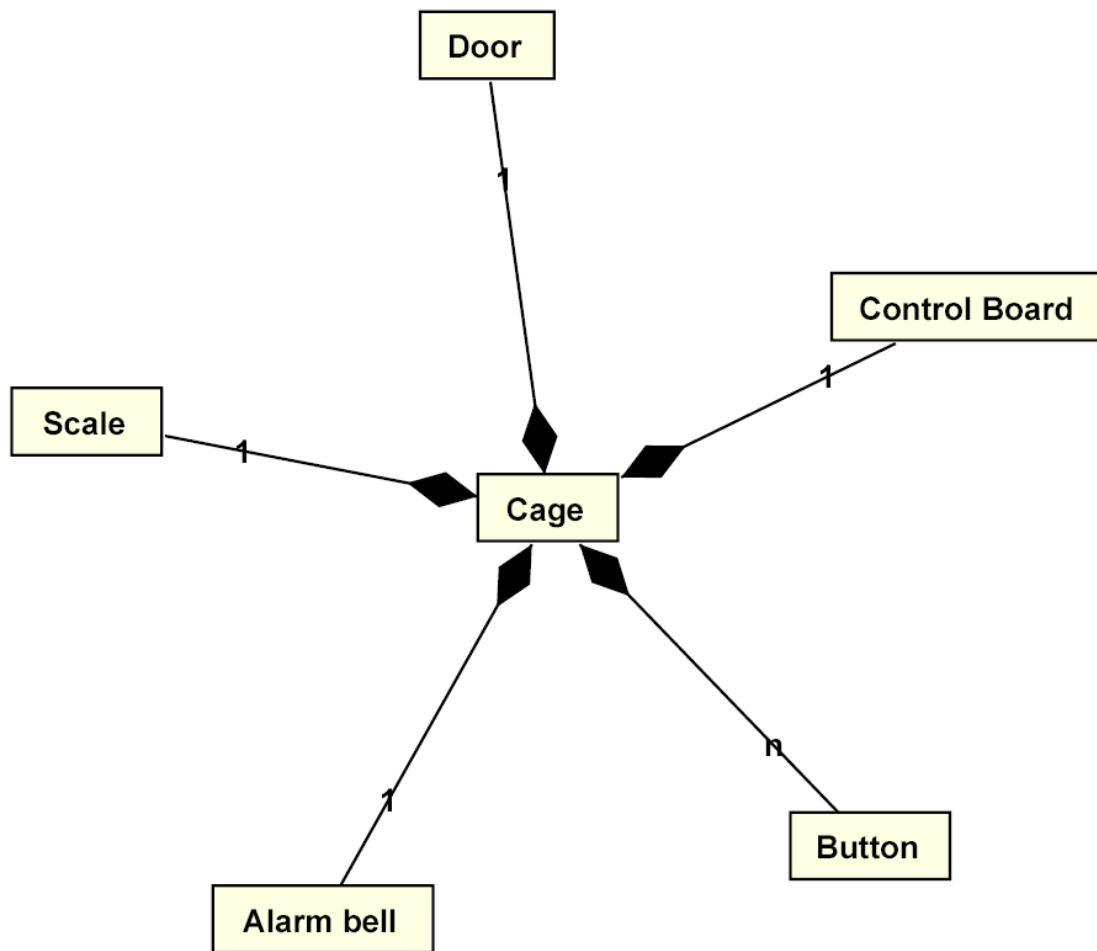 Door
1
Control Board
1
Scale
1
Cage
n
1
Button
Alarm bell